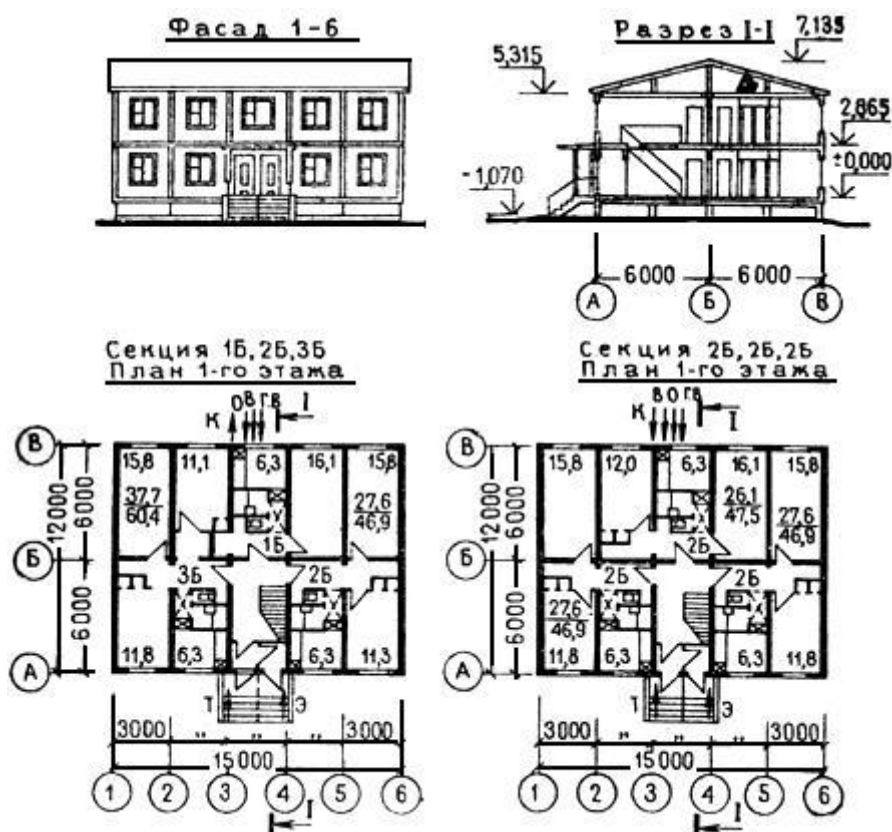 Фасад 1-6
Разрез I-I
5,315
7,135
2,865
±0,000
-1,070
6000 6000
А Б В
Секция 1Б, 2Б, 3Б
План 1-го этажа
К О В Г.В I
В
15,8 11,1 6,3 16,1 15,8
37,7
60,4
27,6
46,9
12000
6000
1Б
Б
3Б 2Б
6000
11,8 6,3 6,3 11,3
А
Т Э
3000 „ „ „ 3000
15000
1 2 3 4 5 6
I
Секция 2Б, 2Б, 2Б
План 1-го этажа
К В О Г.В I
В
15,8 12,0 6,3 16,1 15,8
26,1
47,5
27,6
46,9
12000
6000
2Б
Б
2Б 2Б
27,6
46,9
6000
11,8 6,3 6,3 11,8
А
Т Э
3000 „ „ „ 3000
15000
1 2 3 4 5 6
I